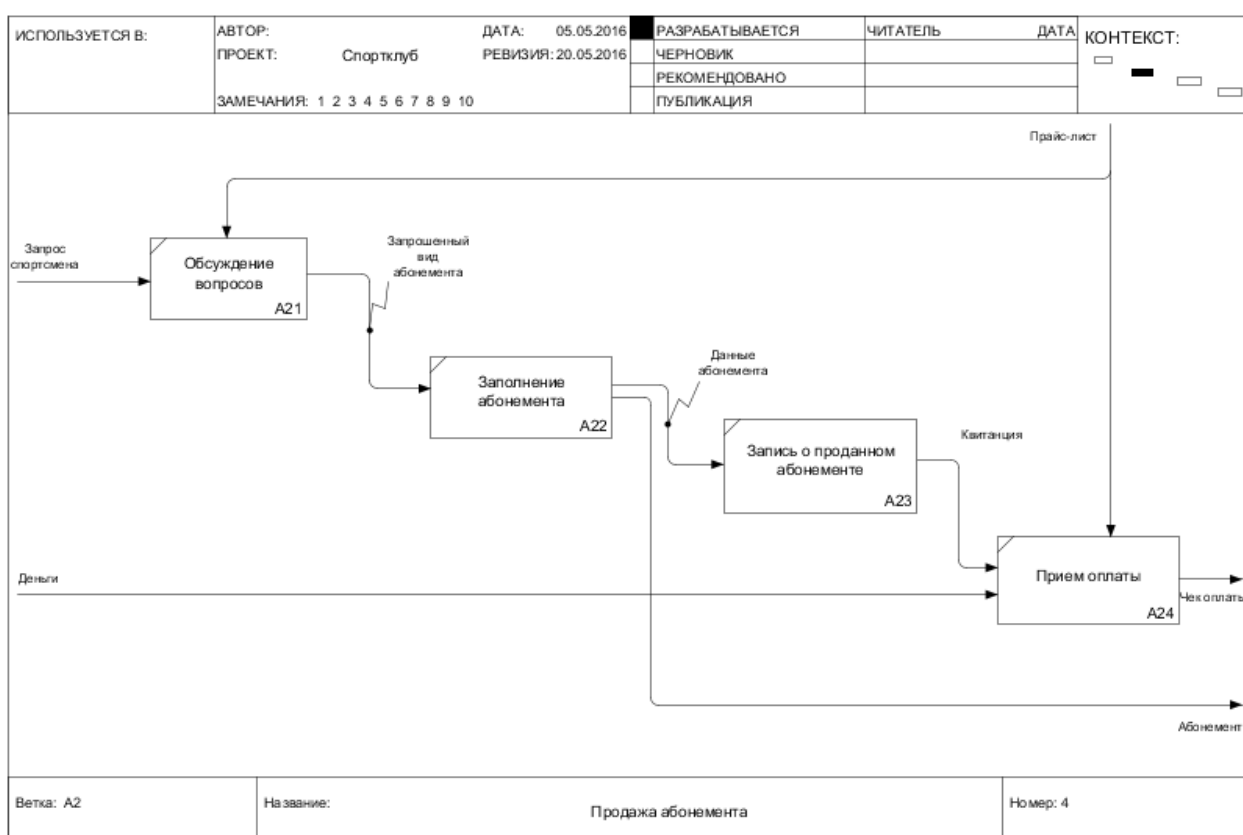 ИСПОЛЬЗУЕТСЯ В:
АВТОР:
ДАТА: 05.05.2016
ПРОЕКТ: Спортклуб
РЕВИЗИЯ: 20.05.2016
ЗАМЕЧАНИЯ: 1 2 3 4 5 6 7 8 9 10
РАЗРАБАТЫВАЕТСЯ
ЧЕРНОВИК
РЕКОМЕНДОВАНО
ПУБЛИКАЦИЯ
ЧИТАТЕЛЬ
ДАТА
КОНТЕКСТ:
Прайс-лист
Запрос
спортсмена
Обсуждение
вопросов
A21
Запрошенный
вид
абонемента
Заполнение
абонемента
A22
Данные
абонемента
Запись о проданном
абонементе
A23
Квитанция
Деньги
Прием оплаты
A24
Чек оплаты
Абонемент
Ветка: A2
Название:
Продажа абонемента
Номер: 4